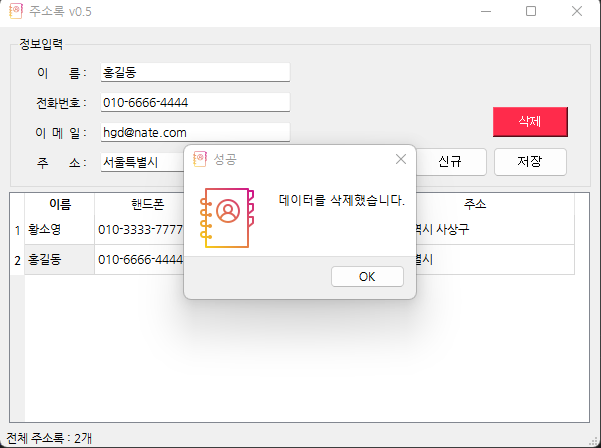 주소록 v0.5
정보입력
이 름 : 홍길동
전화번호 : 010-6666-4444
이 메 일 : hgd@nate.com
삭제
주 소 : 서울특별시
신규 저장
성공
데이터를 삭제했습니다.
OK
이름 핸드폰 주소
1 황소영 010-3333-7777 시 사상구
2 홍길동 010-6666-4444 별시
전체 주소록 : 2개